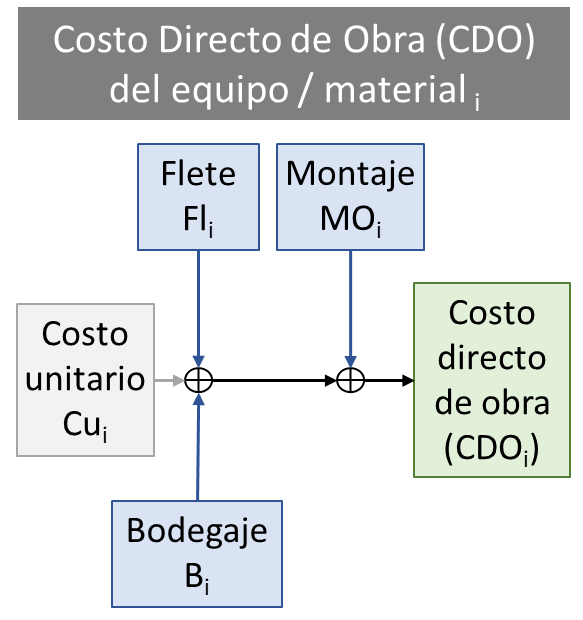 Costo Directo de Obra (CDO)
del equipo / material i
Flete
Fli
Montaje
MOi
Costo
unitario
Cui
Costo
directo
de obra
(CDOi)
Bodegaje
Bi